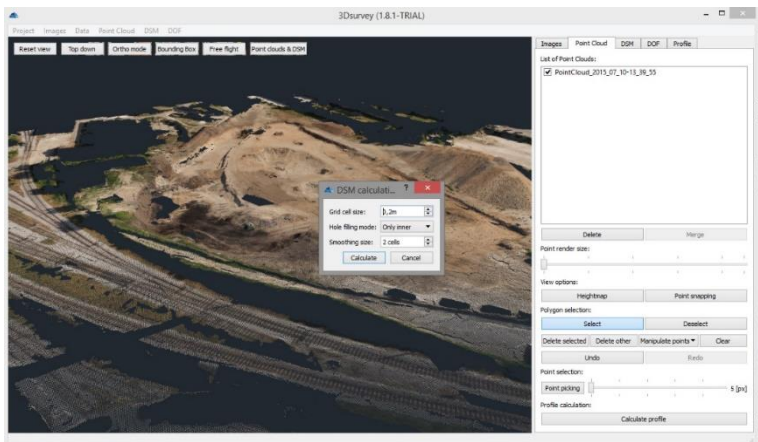 3Dsurvey (1.8.1-TRIAL)
Project Images Data Point Cloud DSM DOF
Reset view Top down Ortho mode Bounding Box Free flight Point clouds & DSM
Images Point Cloud DSM DOF Profile
List of Point Clouds:
PointCloud_2015_07_10-13_39_55
DSM calculati... ?
Grid cell size: 0,2m
Hole filling mode: Only inner
Smoothing size: 2 cells
Calculate Cancel
Delete Merge
Point render size:
View options:
Heightmap Point snapping
Polygon selection:
Select Deselect
Delete selected Delete other Manipulate points Clear
Undo Redo
Point selection:
Point picking 5 [px]
Profile calculation:
Calculate profile